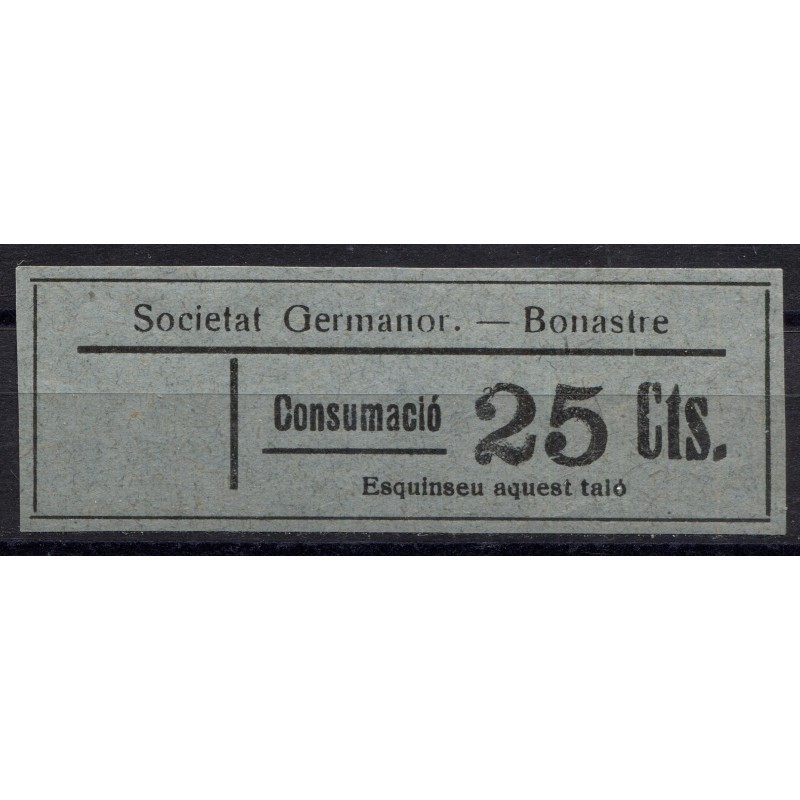 Societat Germanor. — Bonastre
Consumació 25 Cts.
Esquinseu aquest taló